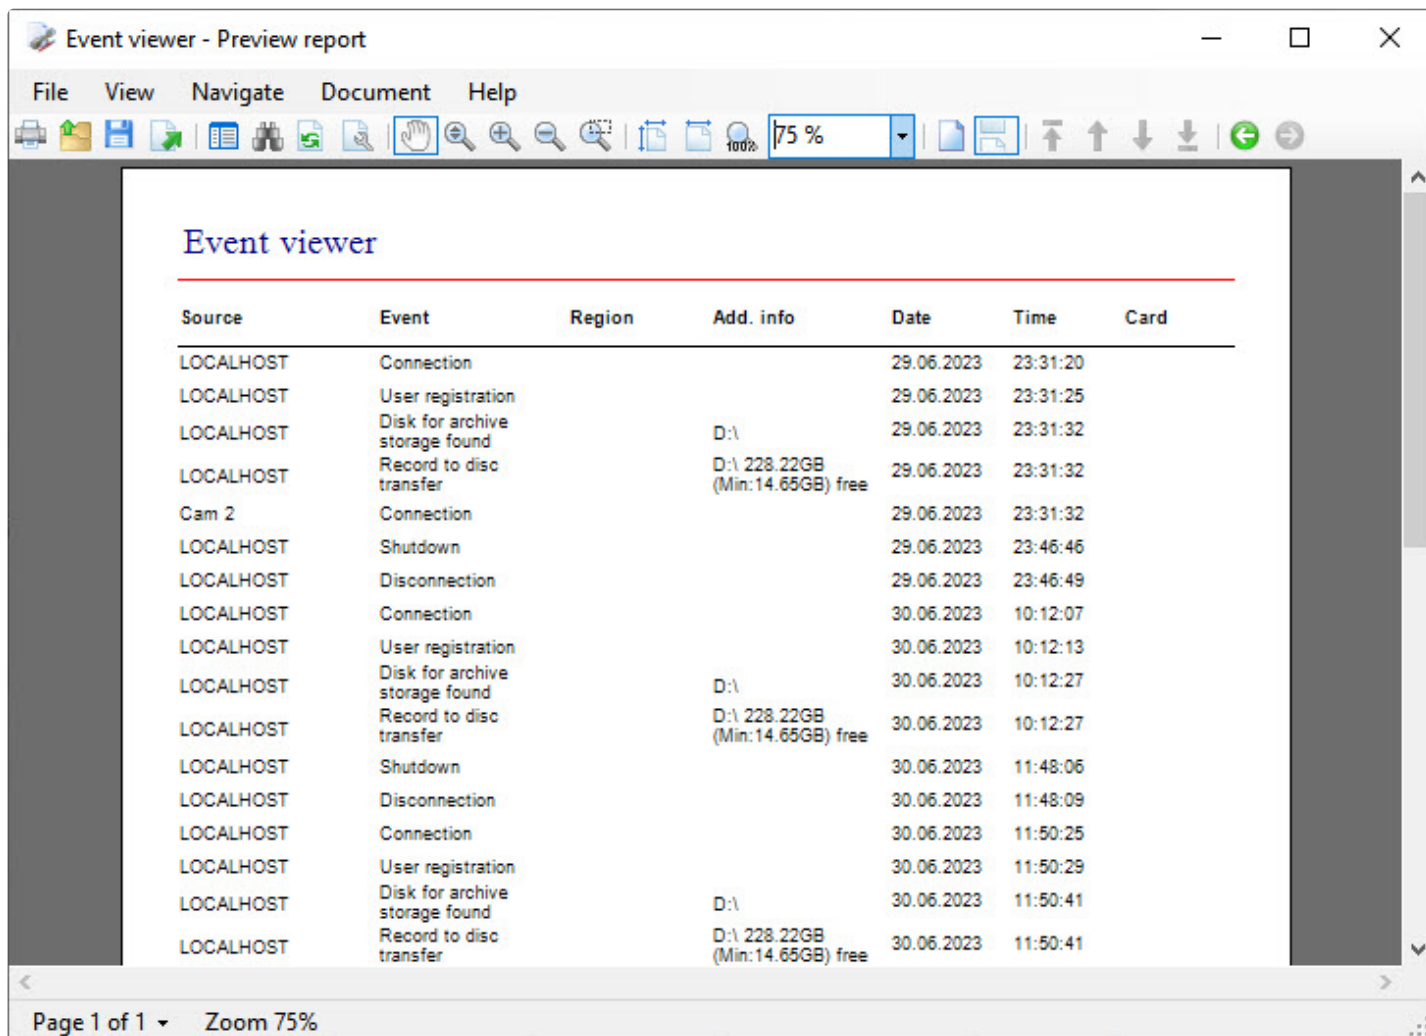 Event viewer - Preview report
File View Navigate Document Help
100% 75 %
Event viewer
Source Event Region Add. info Date Time Card
LOCALHOST Connection 29.06.2023 23:31:20
LOCALHOST User registration 29.06.2023 23:31:25
LOCALHOST Disk for archive storage found D:\ 29.06.2023 23:31:32
LOCALHOST Record to disc transfer D:\ 228.22GB (Min:14.65GB) free 29.06.2023 23:31:32
Cam 2 Connection 29.06.2023 23:31:32
LOCALHOST Shutdown 29.06.2023 23:46:46
LOCALHOST Disconnection 29.06.2023 23:46:49
LOCALHOST Connection 30.06.2023 10:12:07
LOCALHOST User registration 30.06.2023 10:12:13
LOCALHOST Disk for archive storage found D:\ 30.06.2023 10:12:27
LOCALHOST Record to disc transfer D:\ 228.22GB (Min:14.65GB) free 30.06.2023 10:12:27
LOCALHOST Shutdown 30.06.2023 11:48:06
LOCALHOST Disconnection 30.06.2023 11:48:09
LOCALHOST Connection 30.06.2023 11:50:25
LOCALHOST User registration 30.06.2023 11:50:29
LOCALHOST Disk for archive storage found D:\ 30.06.2023 11:50:41
LOCALHOST Record to disc transfer D:\ 228.22GB (Min:14.65GB) free 30.06.2023 11:50:41
Page 1 of 1 Zoom 75%